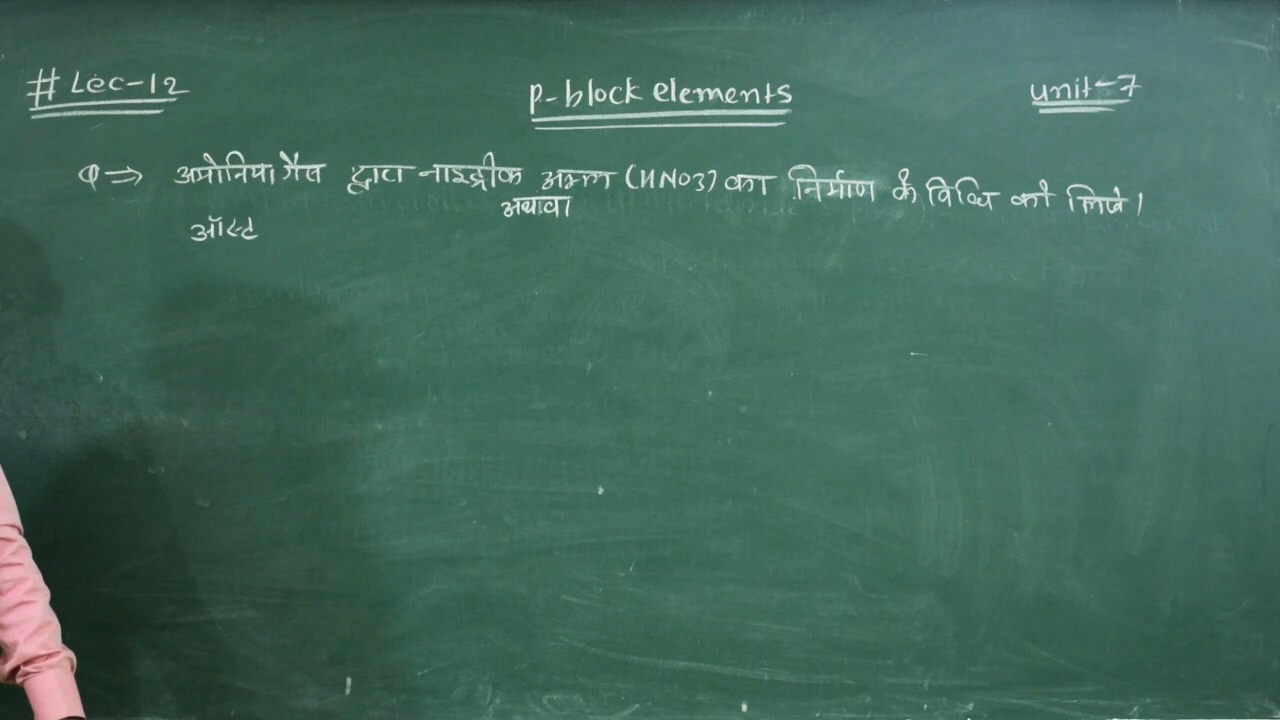 # Lec-12
p-block elements
unit-7
Q ⇒ अमोनिया गैस द्वारा नाइट्रीक अम्ल (HNO3) का निर्माण के विधि को लिखें।
अथवा
ऑस्ट